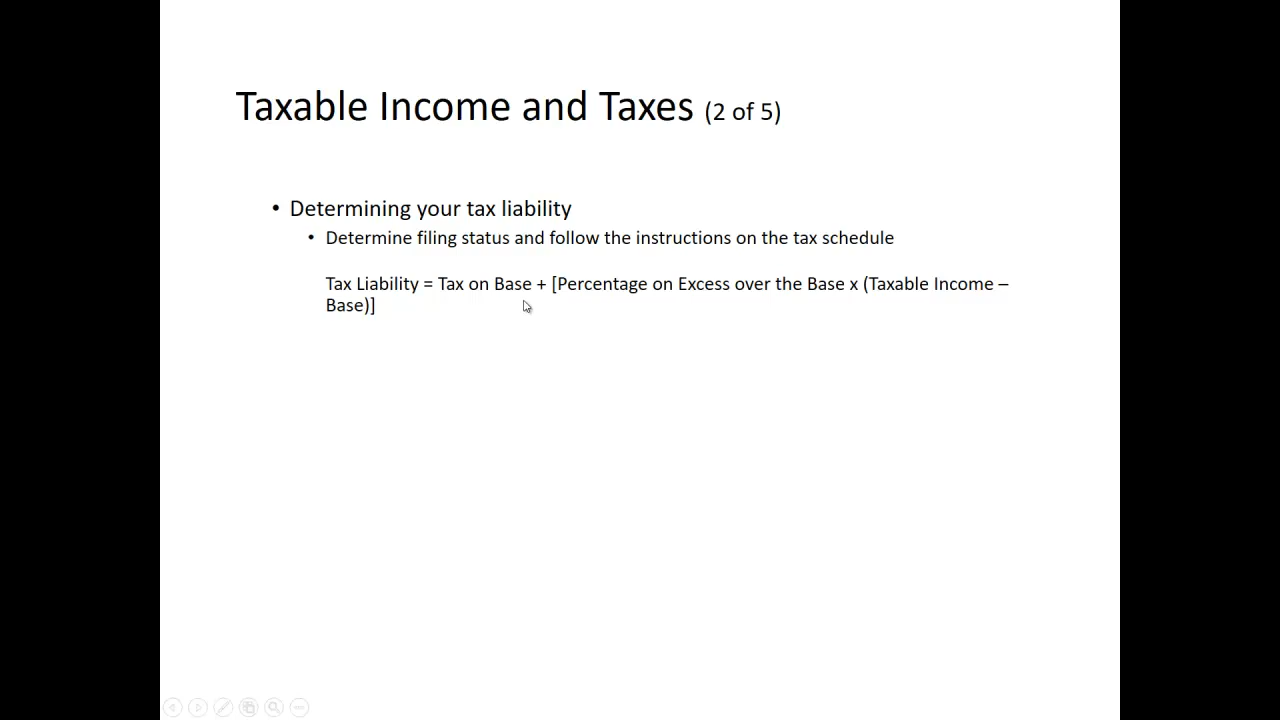 Taxable Income and Taxes (2 of 5)
• Determining your tax liability
• Determine filing status and follow the instructions on the tax schedule
Tax Liability = Tax on Base + [Percentage on Excess over the Base x (Taxable Income –
Base)]